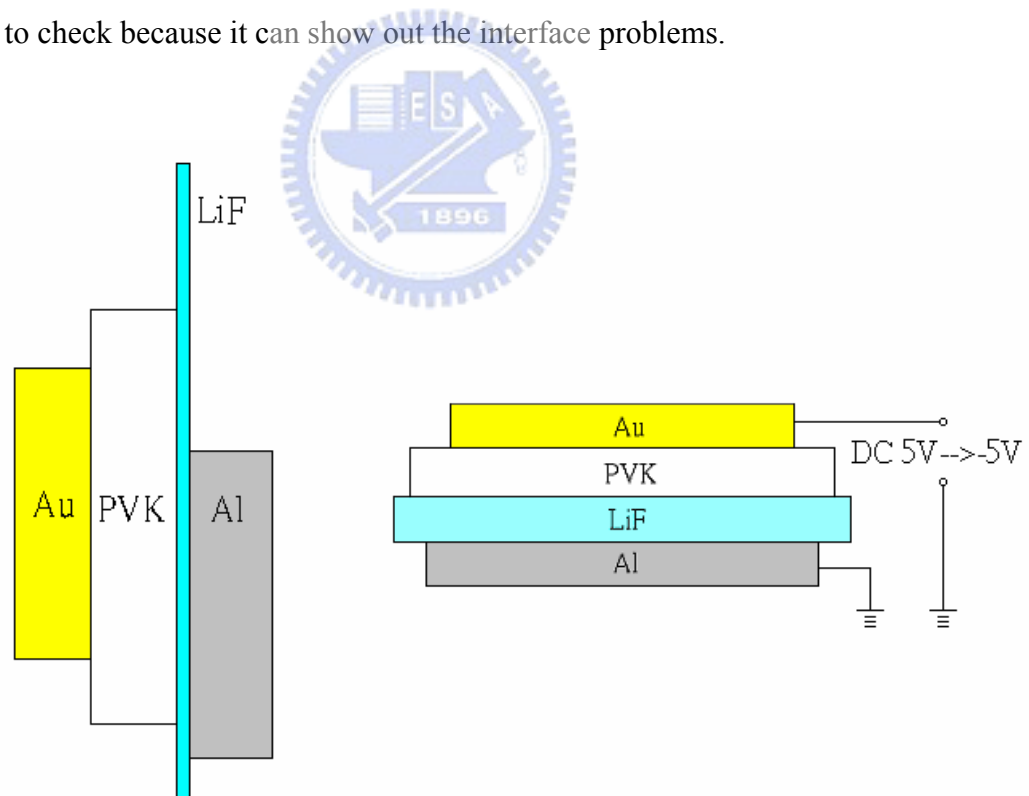 to check because it can show out the interface problems.
E S A
1896
LiF
Au PVK Al
Au
PVK
LiF
Al
DC 5V-->-5V